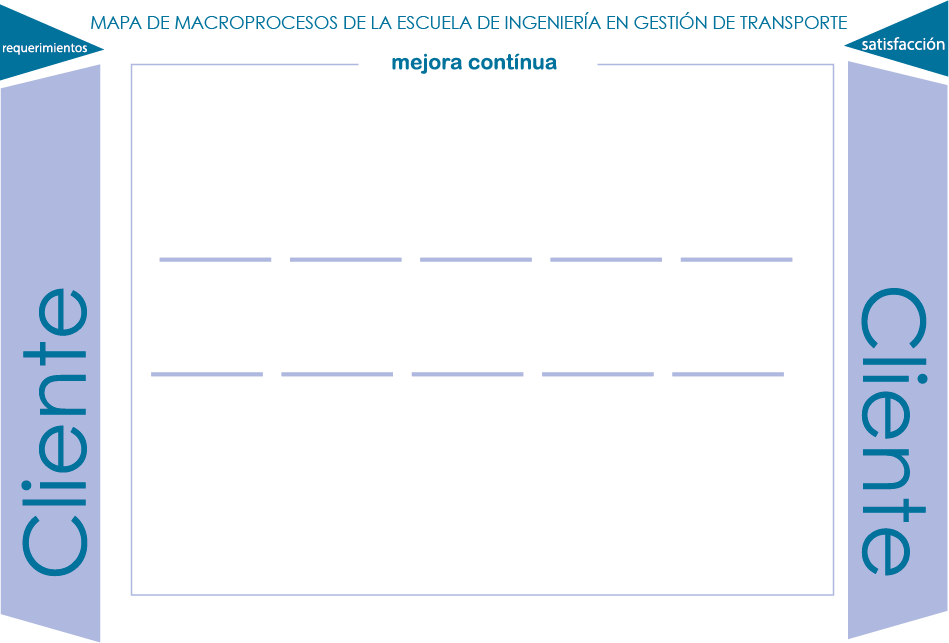 MAPA DE MACROPROCESOS DE LA ESCUELA DE INGENIERÍA EN GESTIÓN DE TRANSPORTE
requerimientos
satisfacción
mejora contínua
Cliente
Cliente